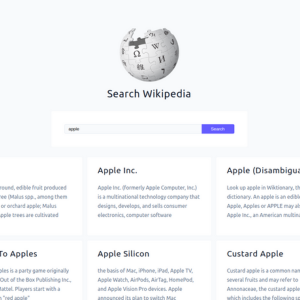 Search Wikipedia
apple
Search
round, edible fruit produced
ree (Malus spp., among them
or orchard apple; Malus
pple trees are cultivated
Apple Inc.
Apple Inc. (formerly Apple Computer, Inc.)
is a multinational technology company that
designs, develops, and sells consumer
electronics, computer software
Apple (Disambigua
Look up apple in Wiktionary, th
dictionary. An apple is an edible
Apple, Apples or APPLE may al
Apple Inc., an American multin
To Apples
ples is a party game originally
Out of the Box Publishing Inc.,
Mattel. Players start with a
"red apple"
Apple Silicon
the basis of Mac, iPhone, iPad, Apple TV,
Apple Watch, AirPods, AirTag, HomePod,
and Apple Vision Pro devices. Apple
announced its plan to switch Mac
Custard Apple
Custard apple is a common nam
several fruits and may refer to
Annonaceae, the custard apple
which includes the following sp